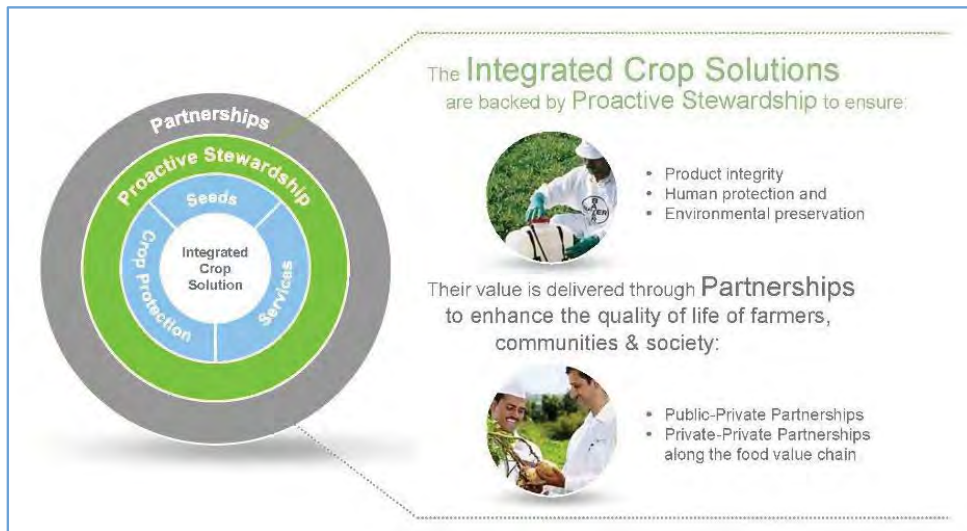 Partnerships
Proactive Stewardship
Seeds
Crop Protection
Services
Integrated
Crop
Solution
The Integrated Crop Solutions
are backed by Proactive Stewardship to ensure:
BAYER
• Product integrity
• Human protection and
• Environmental preservation
Their value is delivered through Partnerships
to enhance the quality of life of farmers,
communities & society:
• Public-Private Partnerships
• Private-Private Partnerships
along the food value chain